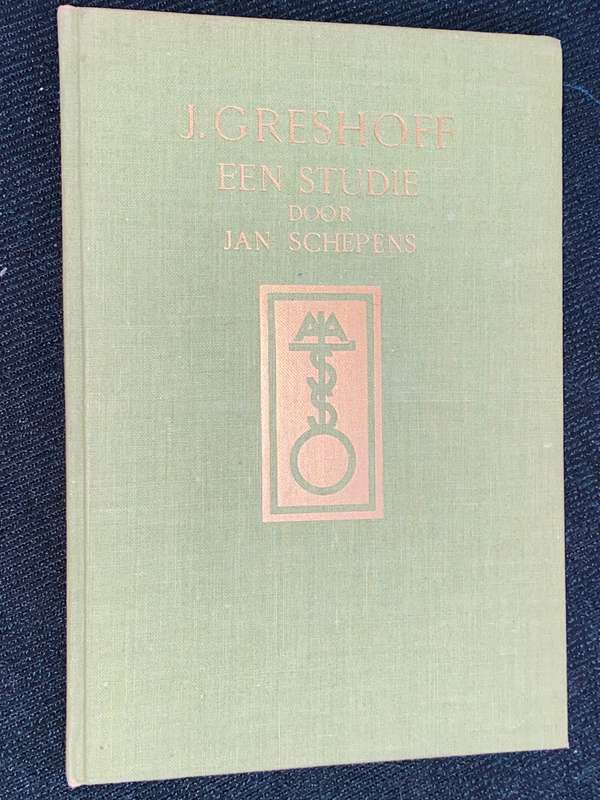 J. GRESHOFF
EEN STUDIE
DOOR
JAN SCHEPENS